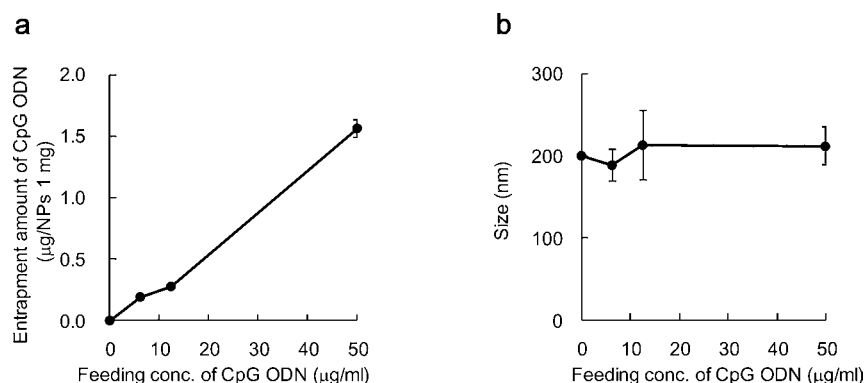 a
Entrapment amount of CpG ODN
(μg/NPs 1 mg)
2.0
1.5
1.0
0.5
0.0
0 10 20 30 40 50
Feeding conc. of CpG ODN (μg/ml)
b
Size (nm)
300
200
100
0
0 10 20 30 40 50
Feeding conc. of CpG ODN (μg/ml)